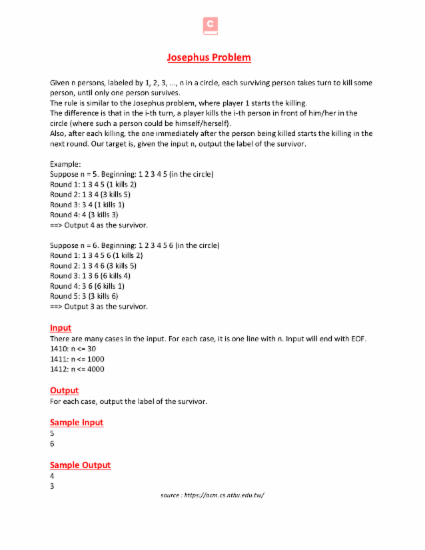 C
Josephus Problem
Given n persons, labeled by 1, 2, 3, ..., n in a circle, each surviving person takes turn to kill some
person, until only one person survives.
The rule is similar to the Josephus problem, where player 1 starts the killing.
The difference is that in the i-th turn, a player kills the i-th person in front of him/her in the
circle (where such a person could be himself/herself).
Also, after each killing, the one immediately after the person being killed starts the killing in the
next round. Our target is, given the input n, output the label of the survivor.
Example:
Suppose n = 5. Beginning: 1 2 3 4 5 (in the circle)
Round 1: 1 3 4 5 (1 kills 2)
Round 2: 1 3 4 (3 kills 5)
Round 3: 3 4 (1 kills 1)
Round 4: 4 (3 kills 3)
==> Output 4 as the survivor.
Suppose n = 6. Beginning: 1 2 3 4 5 6 (in the circle)
Round 1: 1 3 4 5 6 (1 kills 2)
Round 2: 1 3 4 6 (3 kills 5)
Round 3: 1 3 6 (6 kills 4)
Round 4: 3 6 (6 kills 1)
Round 5: 3 (3 kills 6)
==> Output 3 as the survivor.
Input
There are many cases in the input. For each case, it is one line with n. Input will end with EOF.
1410: n <= 30
1411: n <= 1000
1412: n <= 4000
Output
For each case, output the label of the survivor.
Sample Input
5
6
Sample Output
4
3
source : https://acm.cs.nthu.edu.tw/